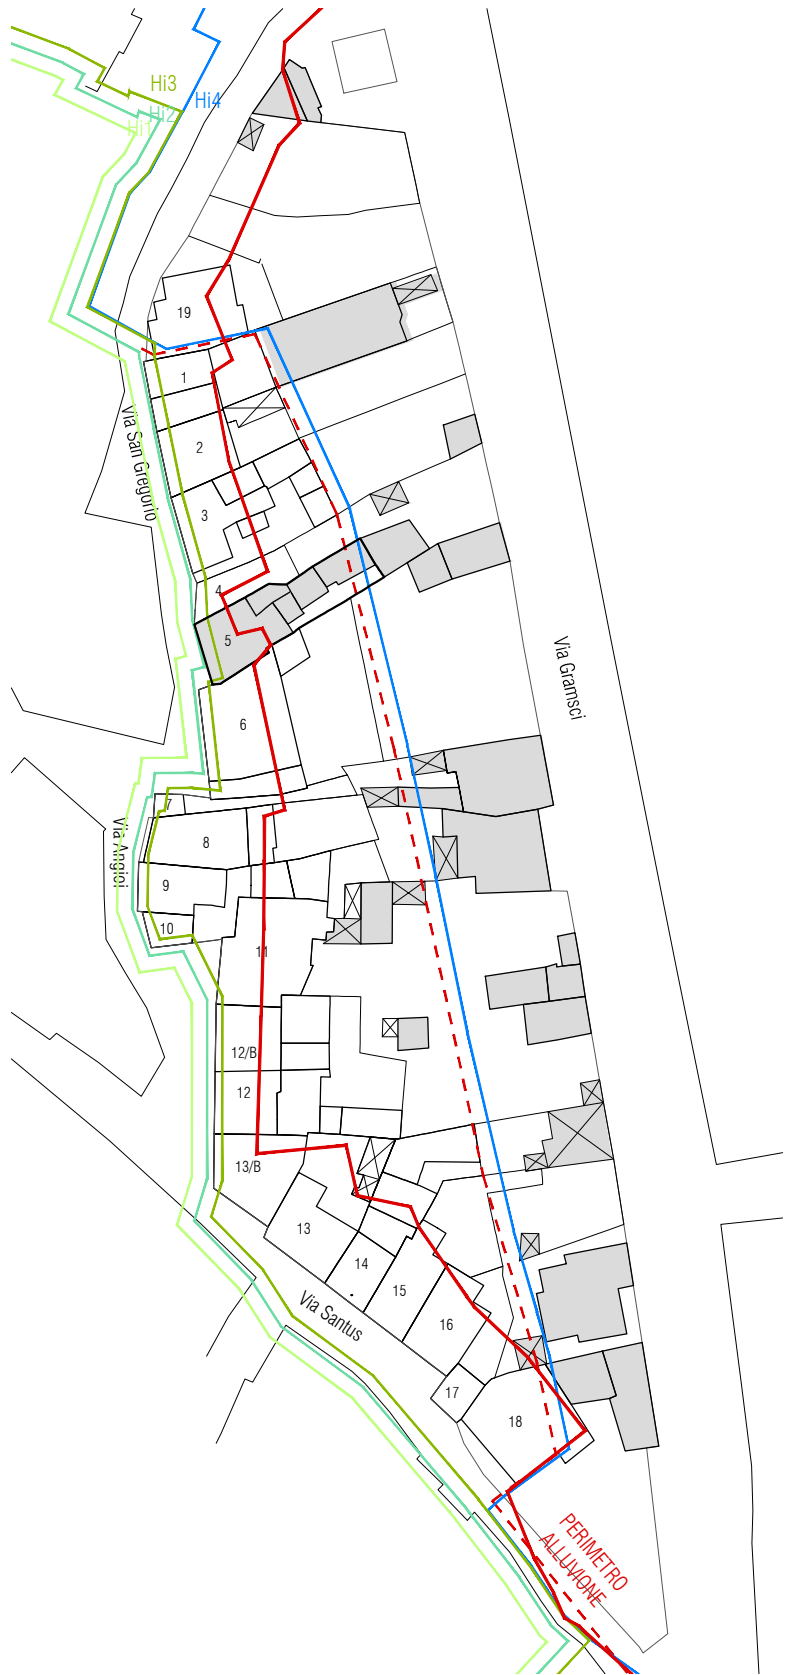 Hi3
Hi4
Hi2
Hi1
19
1
Via San Gregorio
2
3
4
5
Via Gramsci
6
7
Via Angioi
8
9
10
11
12/B
12
13/B
13
14
15
Via Santus
16
17
18
PERIMETRO
ALLUVIONE